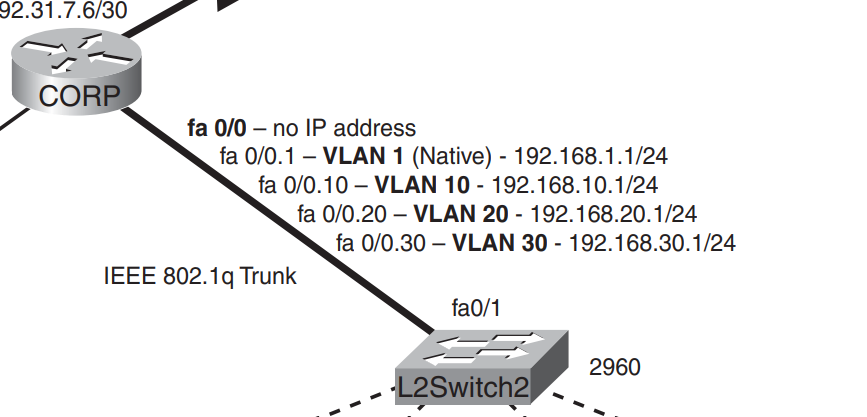 92.31.7.6/30
CORP
fa 0/0 – no IP address
fa 0/0.1 – VLAN 1 (Native) - 192.168.1.1/24
fa 0/0.10 – VLAN 10 - 192.168.10.1/24
fa 0/0.20 – VLAN 20 - 192.168.20.1/24
fa 0/0.30 – VLAN 30 - 192.168.30.1/24
IEEE 802.1q Trunk
fa0/1
2960
L2Switch2